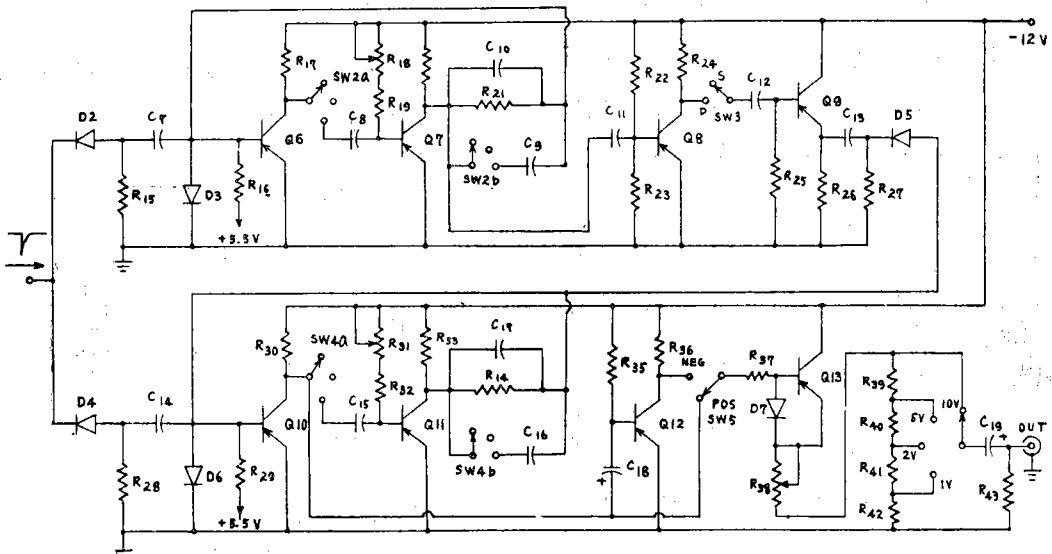 -12V
R17
SW2a
R18
C10
R22
R24
S
C12
Q9
R19
R21
D2
C7
Q6
C8
Q7
C11
D
SW3
Q8
C13
D5
SW2b
C9
R15
D3
R16
R23
R25
R26
R27
+5.5V
R30
SW4a
R31
R33
C17
R35
R36
NEG
R37
Q13
R39
10V
R32
R14
D4
C14
Q10
C15
Q11
Q12
POS
SW5
D7
R40
5V
C19
+
OUT
2V
SW4b
C16
C18
+
R38
R41
1V
R42
R43
R28
D6
R29
+5.5V